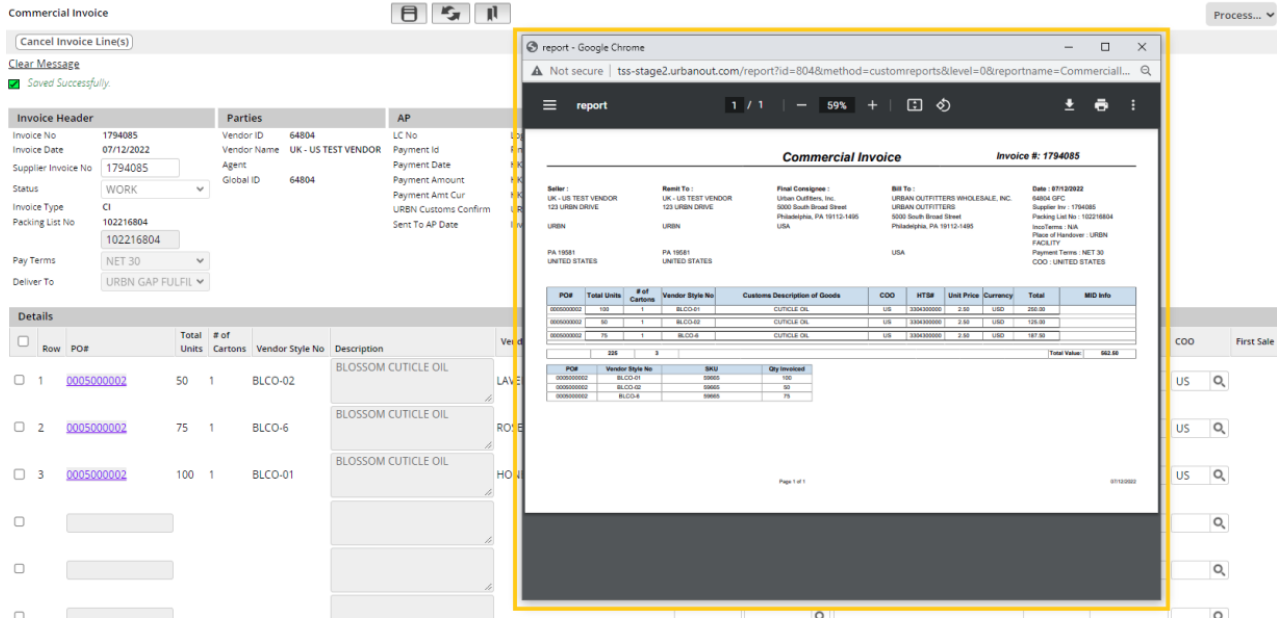 Commercial Invoice
Process...
Cancel Invoice Line(s)
Clear Message
Saved Successfully.
Invoice Header
Invoice No 1794085
Invoice Date 07/12/2022
Supplier Invoice No 1794085
Status WORK
Invoice Type CI
Packing List No 102216804
102216804
Pay Terms NET 30
Deliver To URBN GAP FULFIL
Parties
Vendor ID 64804
Vendor Name UK - US TEST VENDOR
Agent
Global ID 64804
AP
LC No
Payment Id
Payment Date
Payment Amount
Payment Amt Cur
URBN Customs Confirm
Sent To AP Date
Details
Row PO# Total Units # of Cartons Vendor Style No Description Vend COO First Sale
1 0005000002 50 1 BLCO-02 BLOSSOM CUTICLE OIL LAVE US
2 0005000002 75 1 BLCO-6 BLOSSOM CUTICLE OIL ROSE US
3 0005000002 100 1 BLCO-01 BLOSSOM CUTICLE OIL HON US
report - Google Chrome
Not secure | tss-stage2.urbanout.com/report?id=804&method=customreports&level=0&reportname=Commerciall...
report 1 / 1 59%
Commercial Invoice Invoice #: 1794085
Seller :
UK - US TEST VENDOR
123 URBN DRIVE
URBN
PA 19581
UNITED STATES
Remit To :
UK - US TEST VENDOR
123 URBN DRIVE
URBN
PA 19581
UNITED STATES
Final Consignee :
Urban Outfitters, Inc.
5000 South Broad Street
Philadelphia, PA 19112-1495
USA
Bill To :
URBAN OUTFITTERS WHOLESALE, INC.
URBAN OUTFITTERS
5000 South Broad Street
Philadelphia, PA 19112-1495
USA
Date : 07/12/2022
64804 GFC
Supplier Inv : 1794085
Packing List No : 102216804
IncoTerms : N/A
Place of Handover : URBN
FACILITY
Payment Terms : NET 30
COO : UNITED STATES
PO# Total Units # of Cartons Vendor Style No Customs Description of Goods COO HTS# Unit Price Currency Total MID Info
0005000002 100 1 BLCO-01 CUTICLE OIL US 3304300000 2.50 USD 250.00
0005000002 50 1 BLCO-02 CUTICLE OIL US 3304300000 2.50 USD 125.00
0005000002 75 1 BLCO-6 CUTICLE OIL US 3304300000 2.50 USD 187.50
225 3 Total Value: 562.50
PO# Vendor Style No SKU Qty Invoiced
0005000002 BLCO-01 59665 100
0005000002 BLCO-02 59665 50
0005000002 BLCO-6 59665 75
Page 1 of 1 07/12/2022